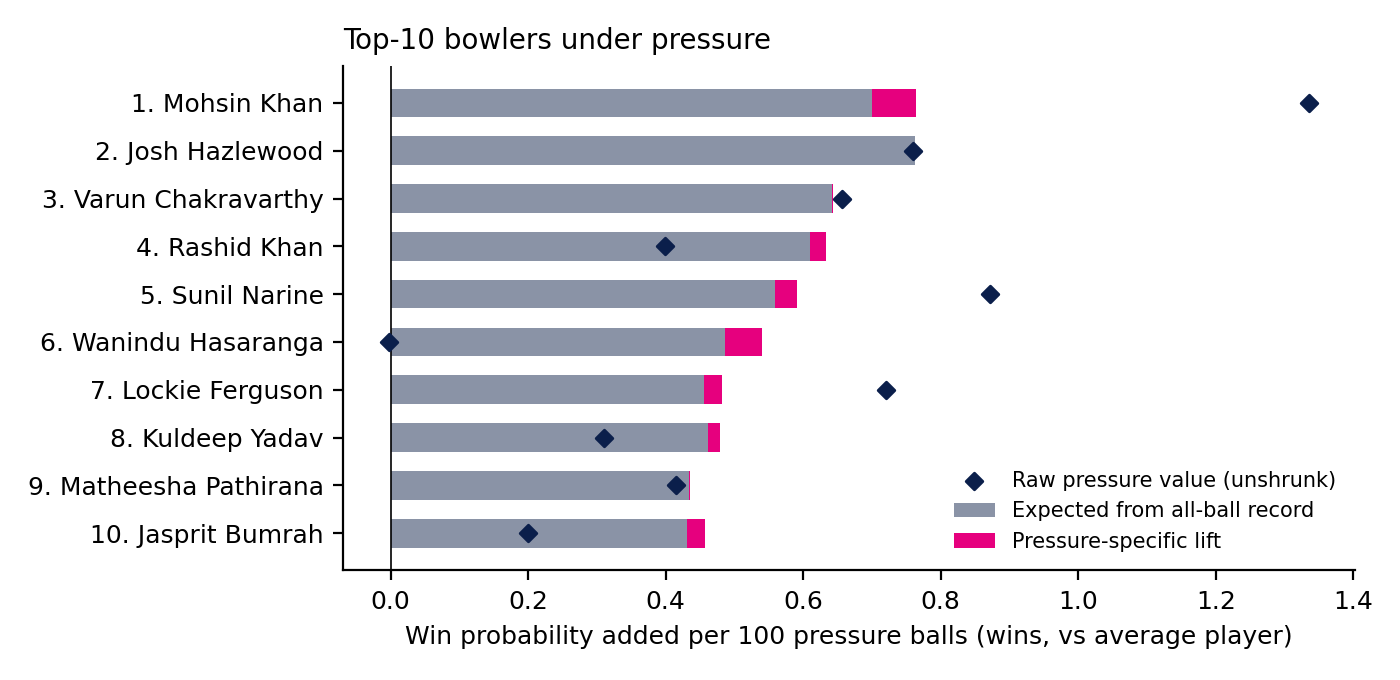 Top-10 bowlers under pressure
1. Mohsin Khan
2. Josh Hazlewood
3. Varun Chakravarthy
4. Rashid Khan
5. Sunil Narine
6. Wanindu Hasaranga
7. Lockie Ferguson
8. Kuldeep Yadav
9. Matheesha Pathirana
10. Jasprit Bumrah
Raw pressure value (unshrunk)
Expected from all-ball record
Pressure-specific lift
0.0 0.2 0.4 0.6 0.8 1.0 1.2 1.4
Win probability added per 100 pressure balls (wins, vs average player)